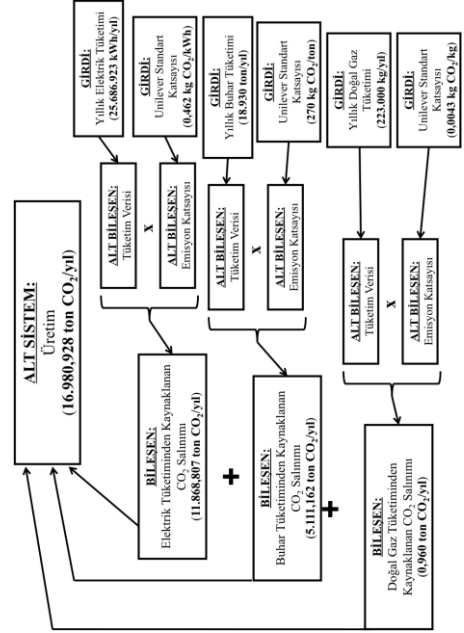 ALT SİSTEM:
Üretim
(16.980,928 ton CO2/yıl)
BİLEŞEN:
Elektrik Tüketiminden Kaynaklanan
CO2 Salınımı
(11.868,807 ton CO2/yıl)
+
BİLEŞEN:
Buhar Tüketiminden Kaynaklanan
CO2 Salınımı
(5.111,162 ton CO2/yıl)
+
BİLEŞEN:
Doğal Gaz Tüketiminden
Kaynaklanan CO2 Salınımı
(0,960 ton CO2/yıl)
ALT BİLEŞEN:
Tüketim Verisi
X
ALT BİLEŞEN:
Emisyon Katsayısı
ALT BİLEŞEN:
Tüketim Verisi
X
ALT BİLEŞEN:
Emisyon Katsayısı
ALT BİLEŞEN:
Tüketim Verisi
X
ALT BİLEŞEN:
Emisyon Katsayısı
GİRDİ:
Yıllık Elektrik Tüketimi
(25.686.923 kWh/yıl)
GİRDİ:
Unilever Standart
Katsayısı
(0,462 kg CO2/kWh)
GİRDİ:
Yıllık Buhar Tüketimi
(18.930 ton/yıl)
GİRDİ:
Unilever Standart
Katsayısı
(270 kg CO2/ton)
GİRDİ:
Yıllık Doğal Gaz
Tüketimi
(223.000 kg/yıl)
GİRDİ:
Unilever Standart
Katsayısı
(0,0043 kg CO2/kg)